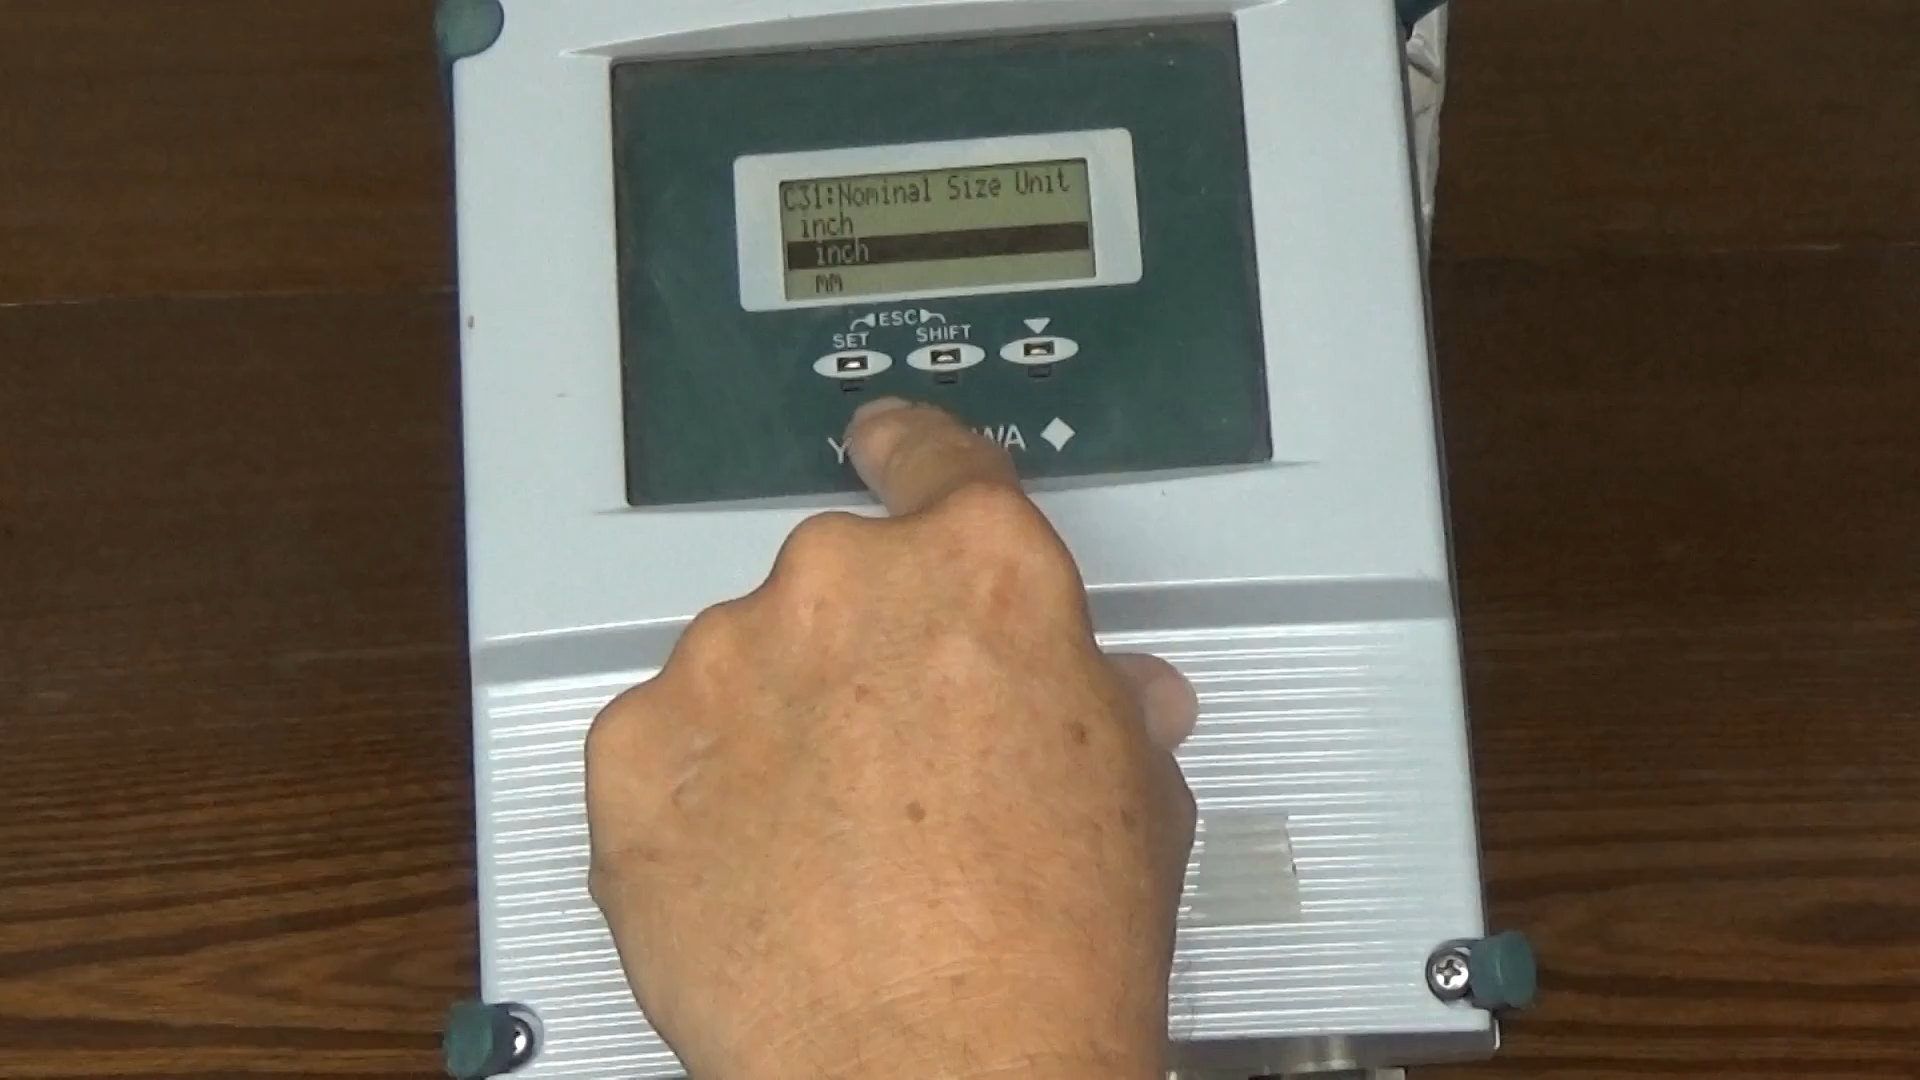 C31:Nominal Size Unit
inch
inch
mm
ESC
SET SHIFT